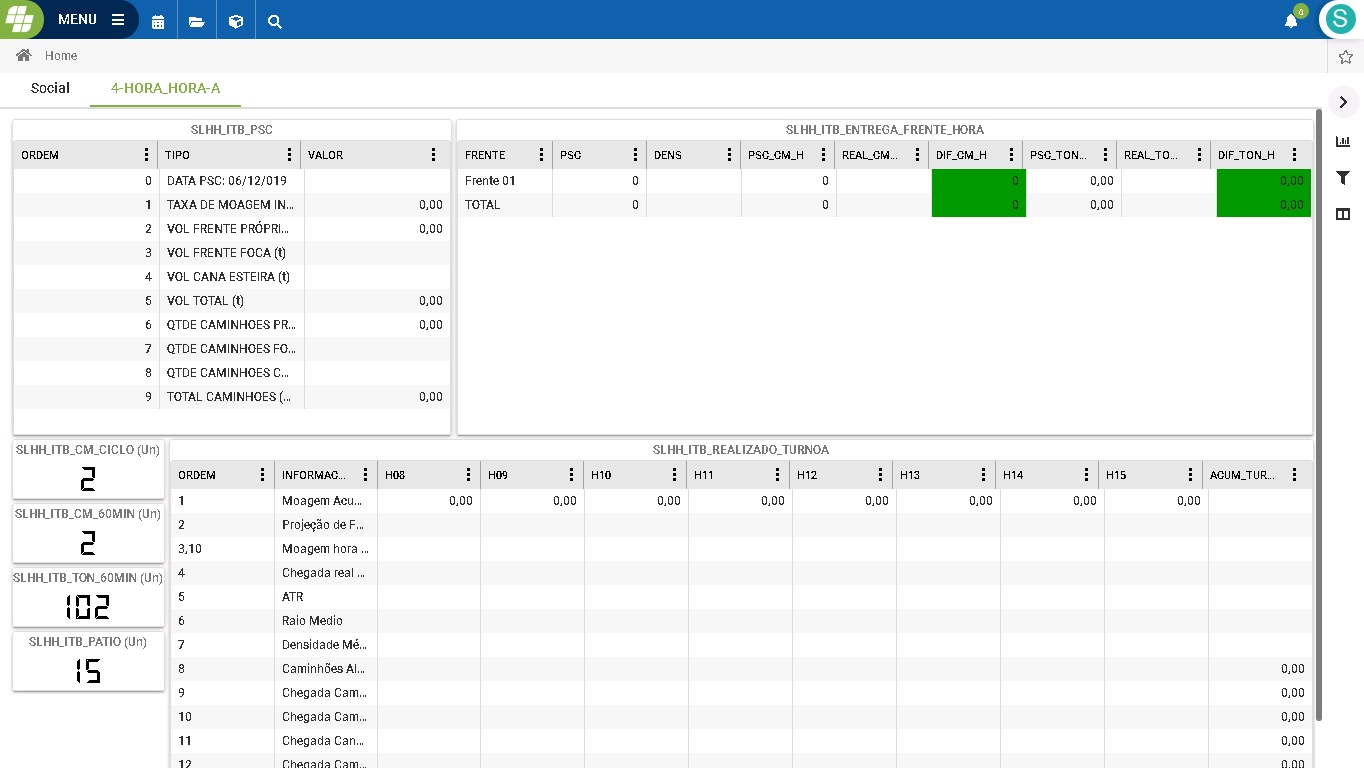 MENU
0
S
Home
Social 4-HORA_HORA-A
SLHH_ITB_PSC
ORDEM TIPO VALOR
0 DATA PSC: 06/12/019
1 TAXA DE MOAGEM IN... 0,00
2 VOL FRENTE PRÓPRI... 0,00
3 VOL FRENTE FOCA (t)
4 VOL CANA ESTEIRA (t)
5 VOL TOTAL (t) 0,00
6 QTDE CAMINHOES PR... 0,00
7 QTDE CAMINHOES FO...
8 QTDE CAMINHOES C...
9 TOTAL CAMINHOES (... 0,00
SLHH_ITB_ENTREGA_FRENTE_HORA
FRENTE PSC DENS PSC_CM_H REAL_CM... DIF_CM_H PSC_TON... REAL_TO... DIF_TON_H
Frente 01 0 0 0 0,00 0,00
TOTAL 0 0 0 0,00 0,00
SLHH_ITB_CM_CICLO (Un)
2
SLHH_ITB_CM_60MIN (Un)
2
SLHH_ITB_TON_60MIN (Un)
102
SLHH_ITB_PATIO (Un)
15
SLHH_ITB_REALIZADO_TURNOA
ORDEM INFORMAC... H08 H09 H10 H11 H12 H13 H14 H15 ACUM_TUR...
1 Moagem Acu... 0,00 0,00 0,00 0,00 0,00 0,00 0,00 0,00
2 Projeção de F...
3,10 Moagem hora ...
4 Chegada real ...
5 ATR
6 Raio Medio
7 Densidade Mé...
8 Caminhões Al... 0,00
9 Chegada Cam... 0,00
10 Chegada Cam... 0,00
11 Chegada Can... 0,00
12 Chegada Cam... 0,00